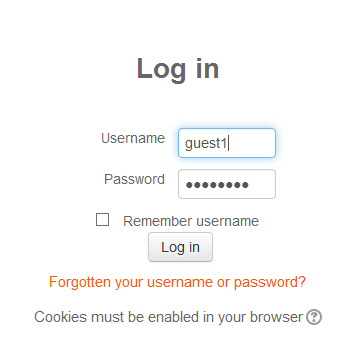 Log in
Username guest1
Password ••••••••
Remember username
Log in
Forgotten your username or password?
Cookies must be enabled in your browser ?